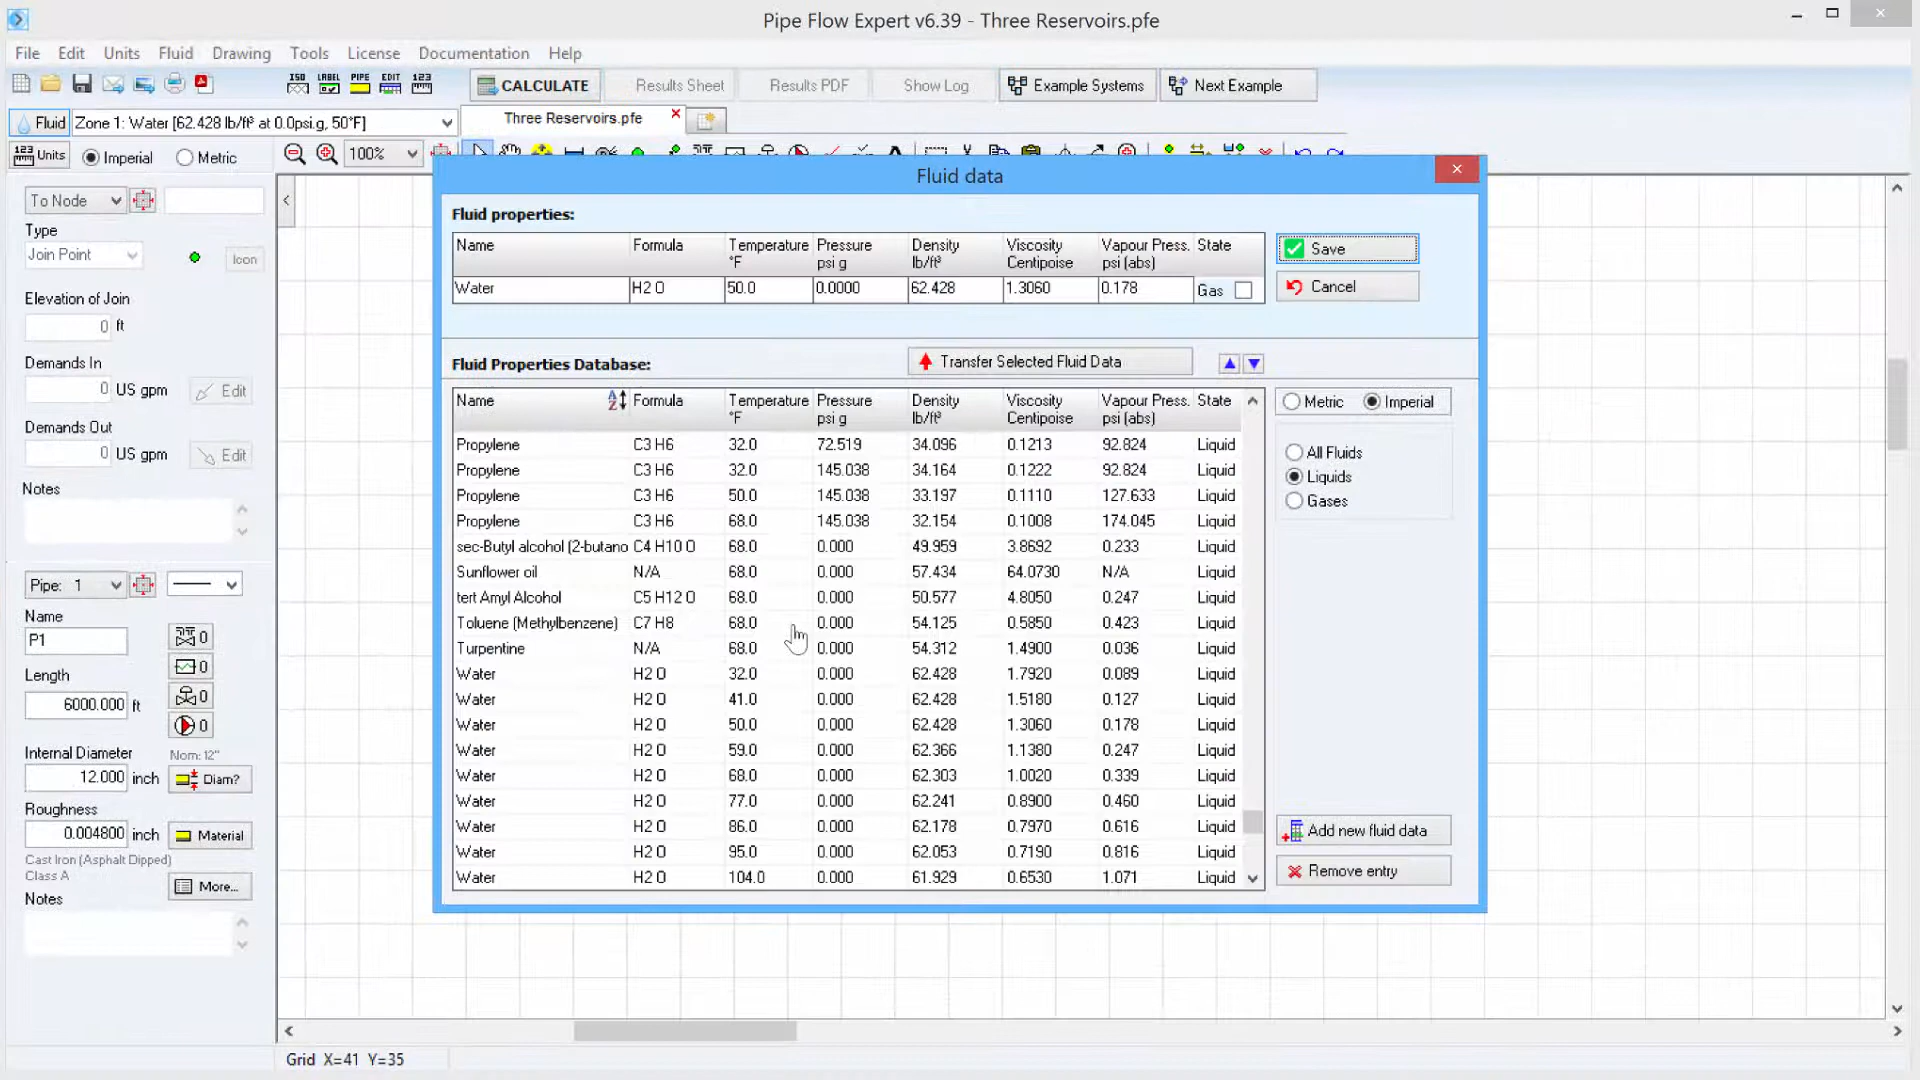 Pipe Flow Expert v6.39 - Three Reservoirs.pfe
File Edit Units Fluid Drawing Tools License Documentation Help
ISO LABEL PIPE EDIT 123 CALCULATE Results Sheet Results PDF Show Log Example Systems Next Example
Fluid Zone 1: Water [62.428 lb/ft³ at 0.0psi.g, 50°F] Three Reservoirs.pfe
123 Units Imperial Metric 100%
To Node
Type
Join Point Icon
Elevation of Join
0 ft
Demands In
0 US gpm Edit
Demands Out
0 US gpm Edit
Notes
Pipe: 1
Name
P1 0
0
Length
6000.000 ft 0
0
Internal Diameter Nom: 12"
12.000 inch Diam?
Roughness
0.004800 inch Material
Cast Iron (Asphalt Dipped)
Class A
More...
Notes
Fluid data
Fluid properties:
Name Formula Temperature °F Pressure psi g Density lb/ft³ Viscosity Centipoise Vapour Press. psi (abs) State
Water H2 O 50.0 0.0000 62.428 1.3060 0.178 Gas
Save
Cancel
Fluid Properties Database: Transfer Selected Fluid Data
Name Formula Temperature °F Pressure psi g Density lb/ft³ Viscosity Centipoise Vapour Press. psi (abs) State
Propylene C3 H6 32.0 72.519 34.096 0.1213 92.824 Liquid
Propylene C3 H6 32.0 145.038 34.164 0.1222 92.824 Liquid
Propylene C3 H6 50.0 145.038 33.197 0.1110 127.633 Liquid
Propylene C3 H6 68.0 145.038 32.154 0.1008 174.045 Liquid
sec-Butyl alcohol (2-butano C4 H10 O 68.0 0.000 49.959 3.8692 0.233 Liquid
Sunflower oil N/A 68.0 0.000 57.434 64.0730 N/A Liquid
tert Amyl Alcohol C5 H12 O 68.0 0.000 50.577 4.8050 0.247 Liquid
Toluene (Methylbenzene) C7 H8 68.0 0.000 54.125 0.5850 0.423 Liquid
Turpentine N/A 68.0 0.000 54.312 1.4900 0.036 Liquid
Water H2 O 32.0 0.000 62.428 1.7920 0.089 Liquid
Water H2 O 41.0 0.000 62.428 1.5180 0.127 Liquid
Water H2 O 50.0 0.000 62.428 1.3060 0.178 Liquid
Water H2 O 59.0 0.000 62.366 1.1380 0.247 Liquid
Water H2 O 68.0 0.000 62.303 1.0020 0.339 Liquid
Water H2 O 77.0 0.000 62.241 0.8900 0.460 Liquid
Water H2 O 86.0 0.000 62.178 0.7970 0.616 Liquid
Water H2 O 95.0 0.000 62.053 0.7190 0.816 Liquid
Water H2 O 104.0 0.000 61.929 0.6530 1.071 Liquid
Metric Imperial
All Fluids
Liquids
Gases
Add new fluid data
Remove entry
Grid X=41 Y=35